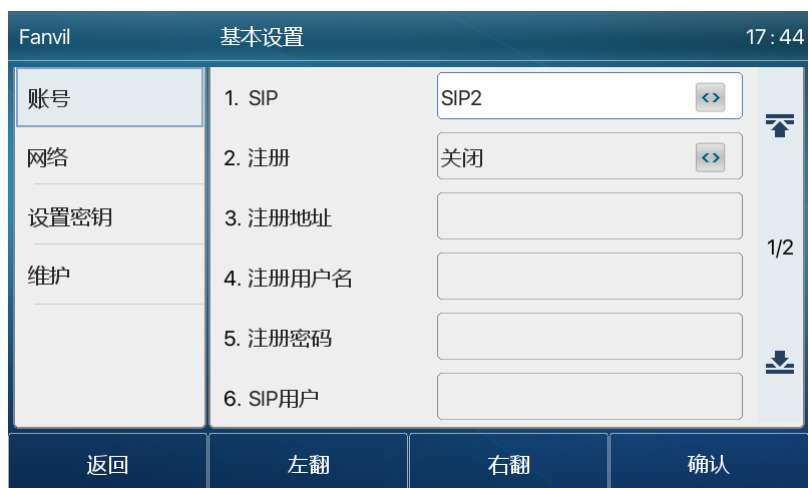 Fanvil 基本设置 17:44
账号
网络
设置密钥
维护
1. SIP SIP2
2. 注册 关闭
3. 注册地址
4. 注册用户名
5. 注册密码
6. SIP用户
1/2
返回 左翻 右翻 确认